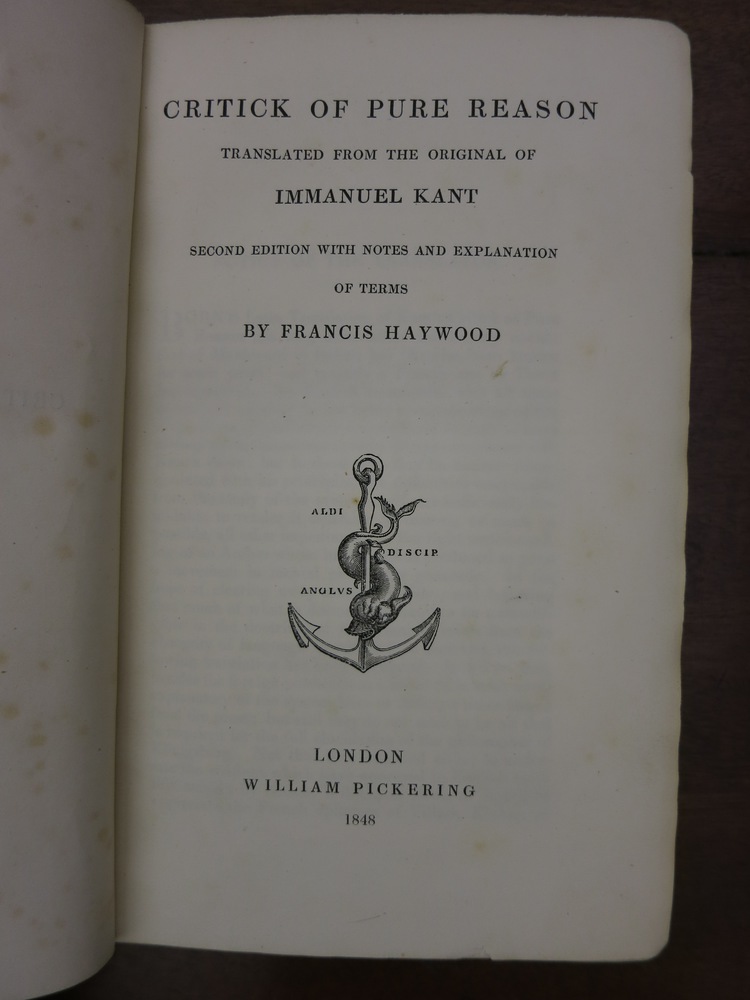 CRITICK OF PURE REASON
TRANSLATED FROM THE ORIGINAL OF
IMMANUEL KANT
SECOND EDITION WITH NOTES AND EXPLANATION
OF TERMS
BY FRANCIS HAYWOOD
ALDI
DISCIP.
ANGLVS
LONDON
WILLIAM PICKERING
1848